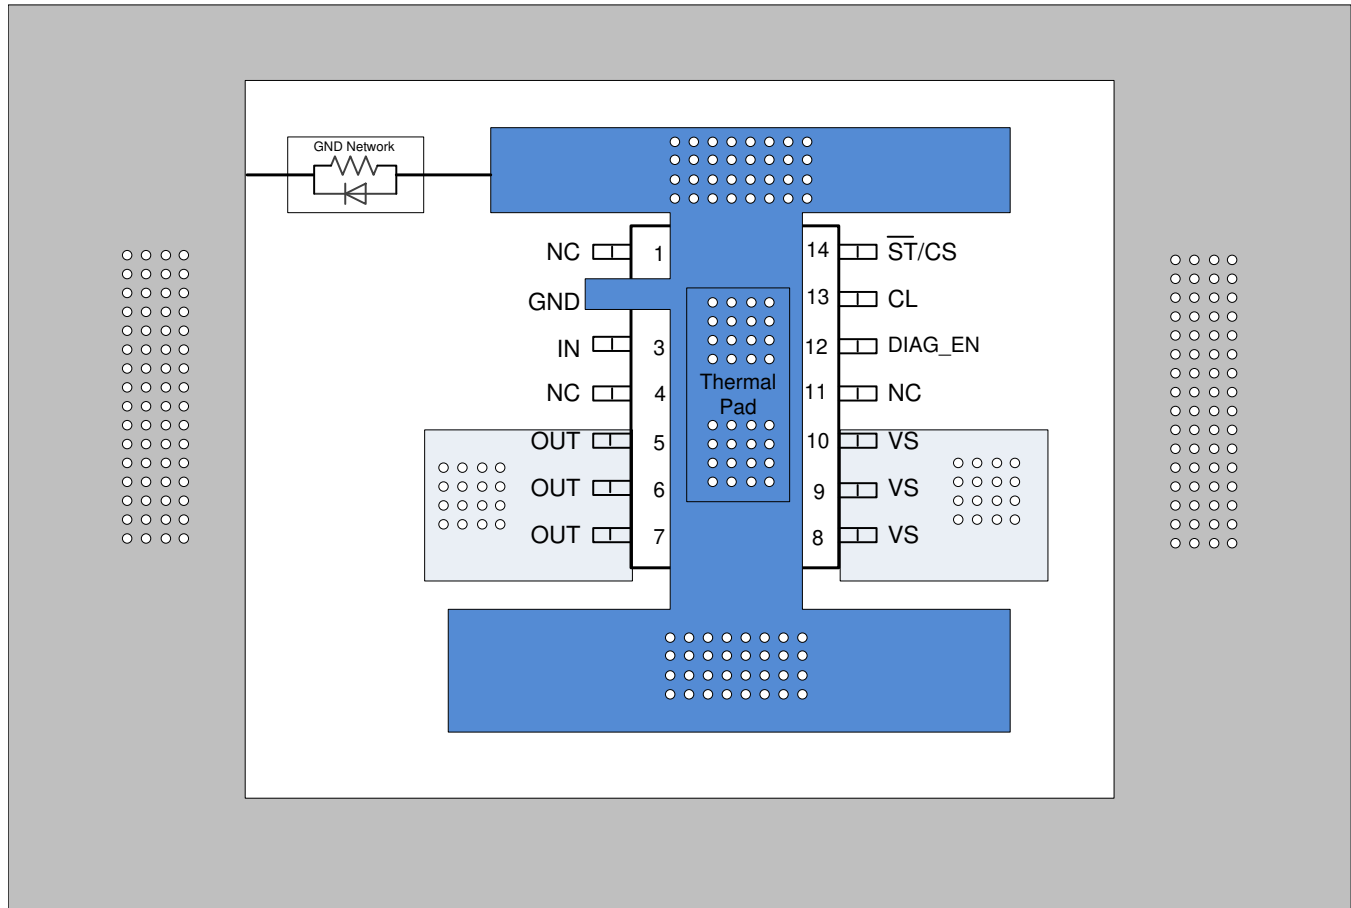 GND Network
NC 1 14 S̅T̅/CS
GND 13 CL
IN 3 12 DIAG_EN
NC 4 11 NC
Thermal
Pad
OUT 5 10 VS
OUT 6 9 VS
OUT 7 8 VS